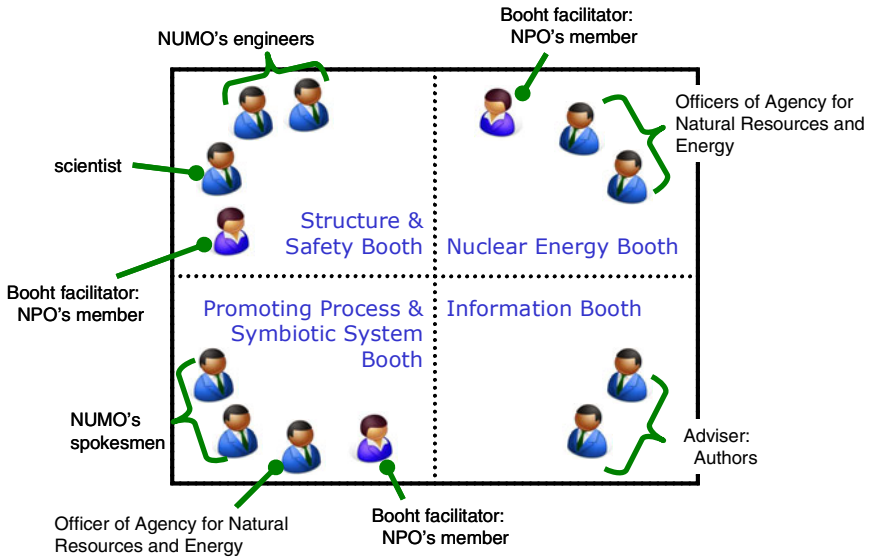 Booht facilitator:
NPO's member
NUMO's engineers
Officers of Agency for
Natural Resources and
Energy
scientist
Structure &
Safety Booth
Nuclear Energy Booth
Booht facilitator:
NPO's member
Promoting Process &
Symbiotic System
Booth
Information Booth
NUMO's
spokesmen
Adviser:
Authors
Officer of Agency for Natural
Resources and Energy
Booht facilitator:
NPO's member